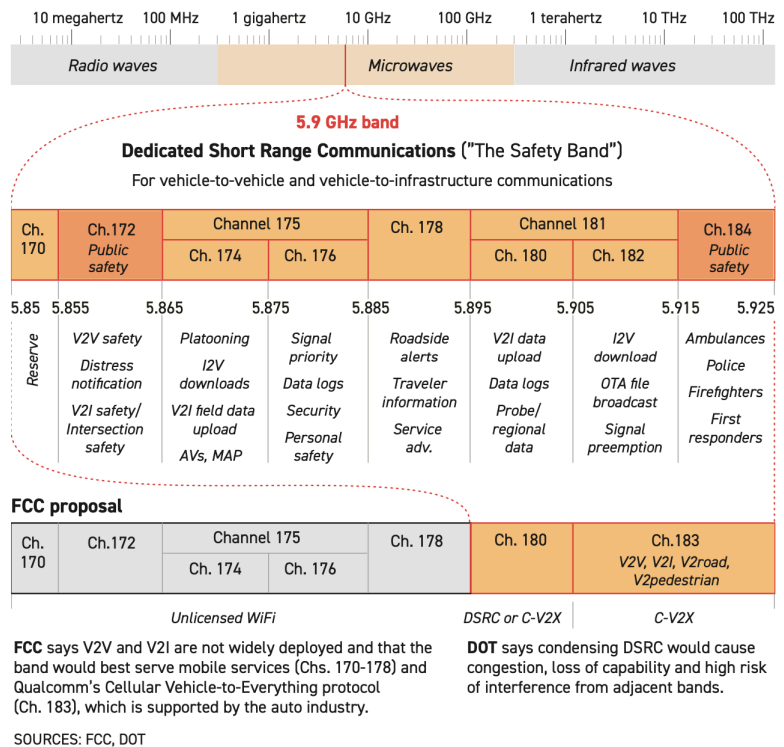 10 megahertz 100 MHz 1 gigahertz 10 GHz 100 GHz 1 terahertz 10 THz 100 THz
Radio waves Microwaves Infrared waves
5.9 GHz band
Dedicated Short Range Communications ("The Safety Band")
For vehicle-to-vehicle and vehicle-to-infrastructure communications
Ch.
170
Ch.172
Public
safety
Channel 175
Ch. 174 Ch. 176
Ch. 178
Channel 181
Ch. 180 Ch. 182
Ch.184
Public
safety
5.85 5.855 5.865 5.875 5.885 5.895 5.905 5.915 5.925
Reserve
V2V safety
Distress
notification
V2I safety/
Intersection
safety
Platooning
I2V
downloads
V2I field data
upload
AVs, MAP
Signal
priority
Data logs
Security
Personal
safety
Roadside
alerts
Traveler
information
Service
adv.
V2I data
upload
Data logs
Probe/
regional
data
I2V
download
OTA file
broadcast
Signal
preemption
Ambulances
Police
Firefighters
First
responders
FCC proposal
Ch.
170
Ch.172
Channel 175
Ch. 174 Ch. 176
Ch. 178
Ch. 180
Ch.183
V2V, V2I, V2road,
V2pedestrian
Unlicensed WiFi DSRC or C-V2X C-V2X
FCC says V2V and V2I are not widely deployed and that the
band would best serve mobile services (Chs. 170-178) and
Qualcomm's Cellular Vehicle-to-Everything protocol
(Ch. 183), which is supported by the auto industry.
DOT says condensing DSRC would cause
congestion, loss of capability and high risk
of interference from adjacent bands.
SOURCES: FCC, DOT